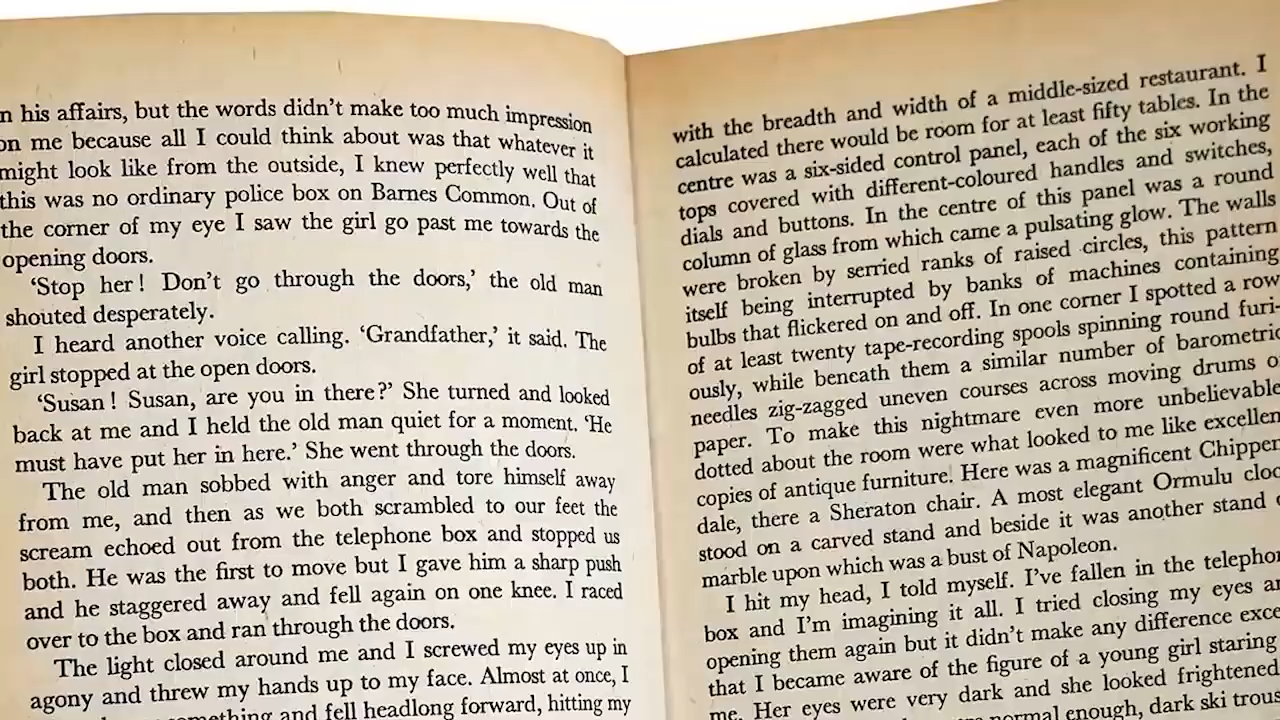 n his affairs, but the words didn't make too much impression
on me because all I could think about was that whatever it
might look like from the outside, I knew perfectly well that
this was no ordinary police box on Barnes Common. Out of
the corner of my eye I saw the girl go past me towards the
opening doors.
'Stop her! Don't go through the doors,' the old man
shouted desperately.
I heard another voice calling. 'Grandfather,' it said. The
girl stopped at the open doors.
'Susan! Susan, are you in there?' She turned and looked
back at me and I held the old man quiet for a moment. 'He
must have put her in here.' She went through the doors.
The old man sobbed with anger and tore himself away
from me, and then as we both scrambled to our feet the
scream echoed out from the telephone box and stopped us
both. He was the first to move but I gave him a sharp push
and he staggered away and fell again on one knee. I raced
over to the box and ran through the doors.
The light closed around me and I screwed my eyes up in
agony and threw my hands up to my face. Almost at once, I
something and fell headlong forward, hitting my
with the breadth and width of a middle-sized restaurant. I
calculated there would be room for at least fifty tables. In the
centre was a six-sided control panel, each of the six working
tops covered with different-coloured handles and switches,
dials and buttons. In the centre of this panel was a round
column of glass from which came a pulsating glow. The walls
were broken by serried ranks of raised circles, this pattern
itself being interrupted by banks of machines containing
bulbs that flickered on and off. In one corner I spotted a row
of at least twenty tape-recording spools spinning round furi-
ously, while beneath them a similar number of barometric
needles zig-zagged uneven courses across moving drums o
paper. To make this nightmare even more unbelievable
dotted about the room were what looked to me like excellen
copies of antique furniture. Here was a magnificent Chippen
dale, there a Sheraton chair. A most elegant Ormulu cloc
stood on a carved stand and beside it was another stand
marble upon which was a bust of Napoleon.
I hit my head, I told myself. I've fallen in the telephon
box and I'm imagining it all. I tried closing my eyes an
opening them again but it didn't make any difference exce
that I became aware of the figure of a young girl staring
me. Her eyes were very dark and she looked frightened
normal enough, dark ski trous